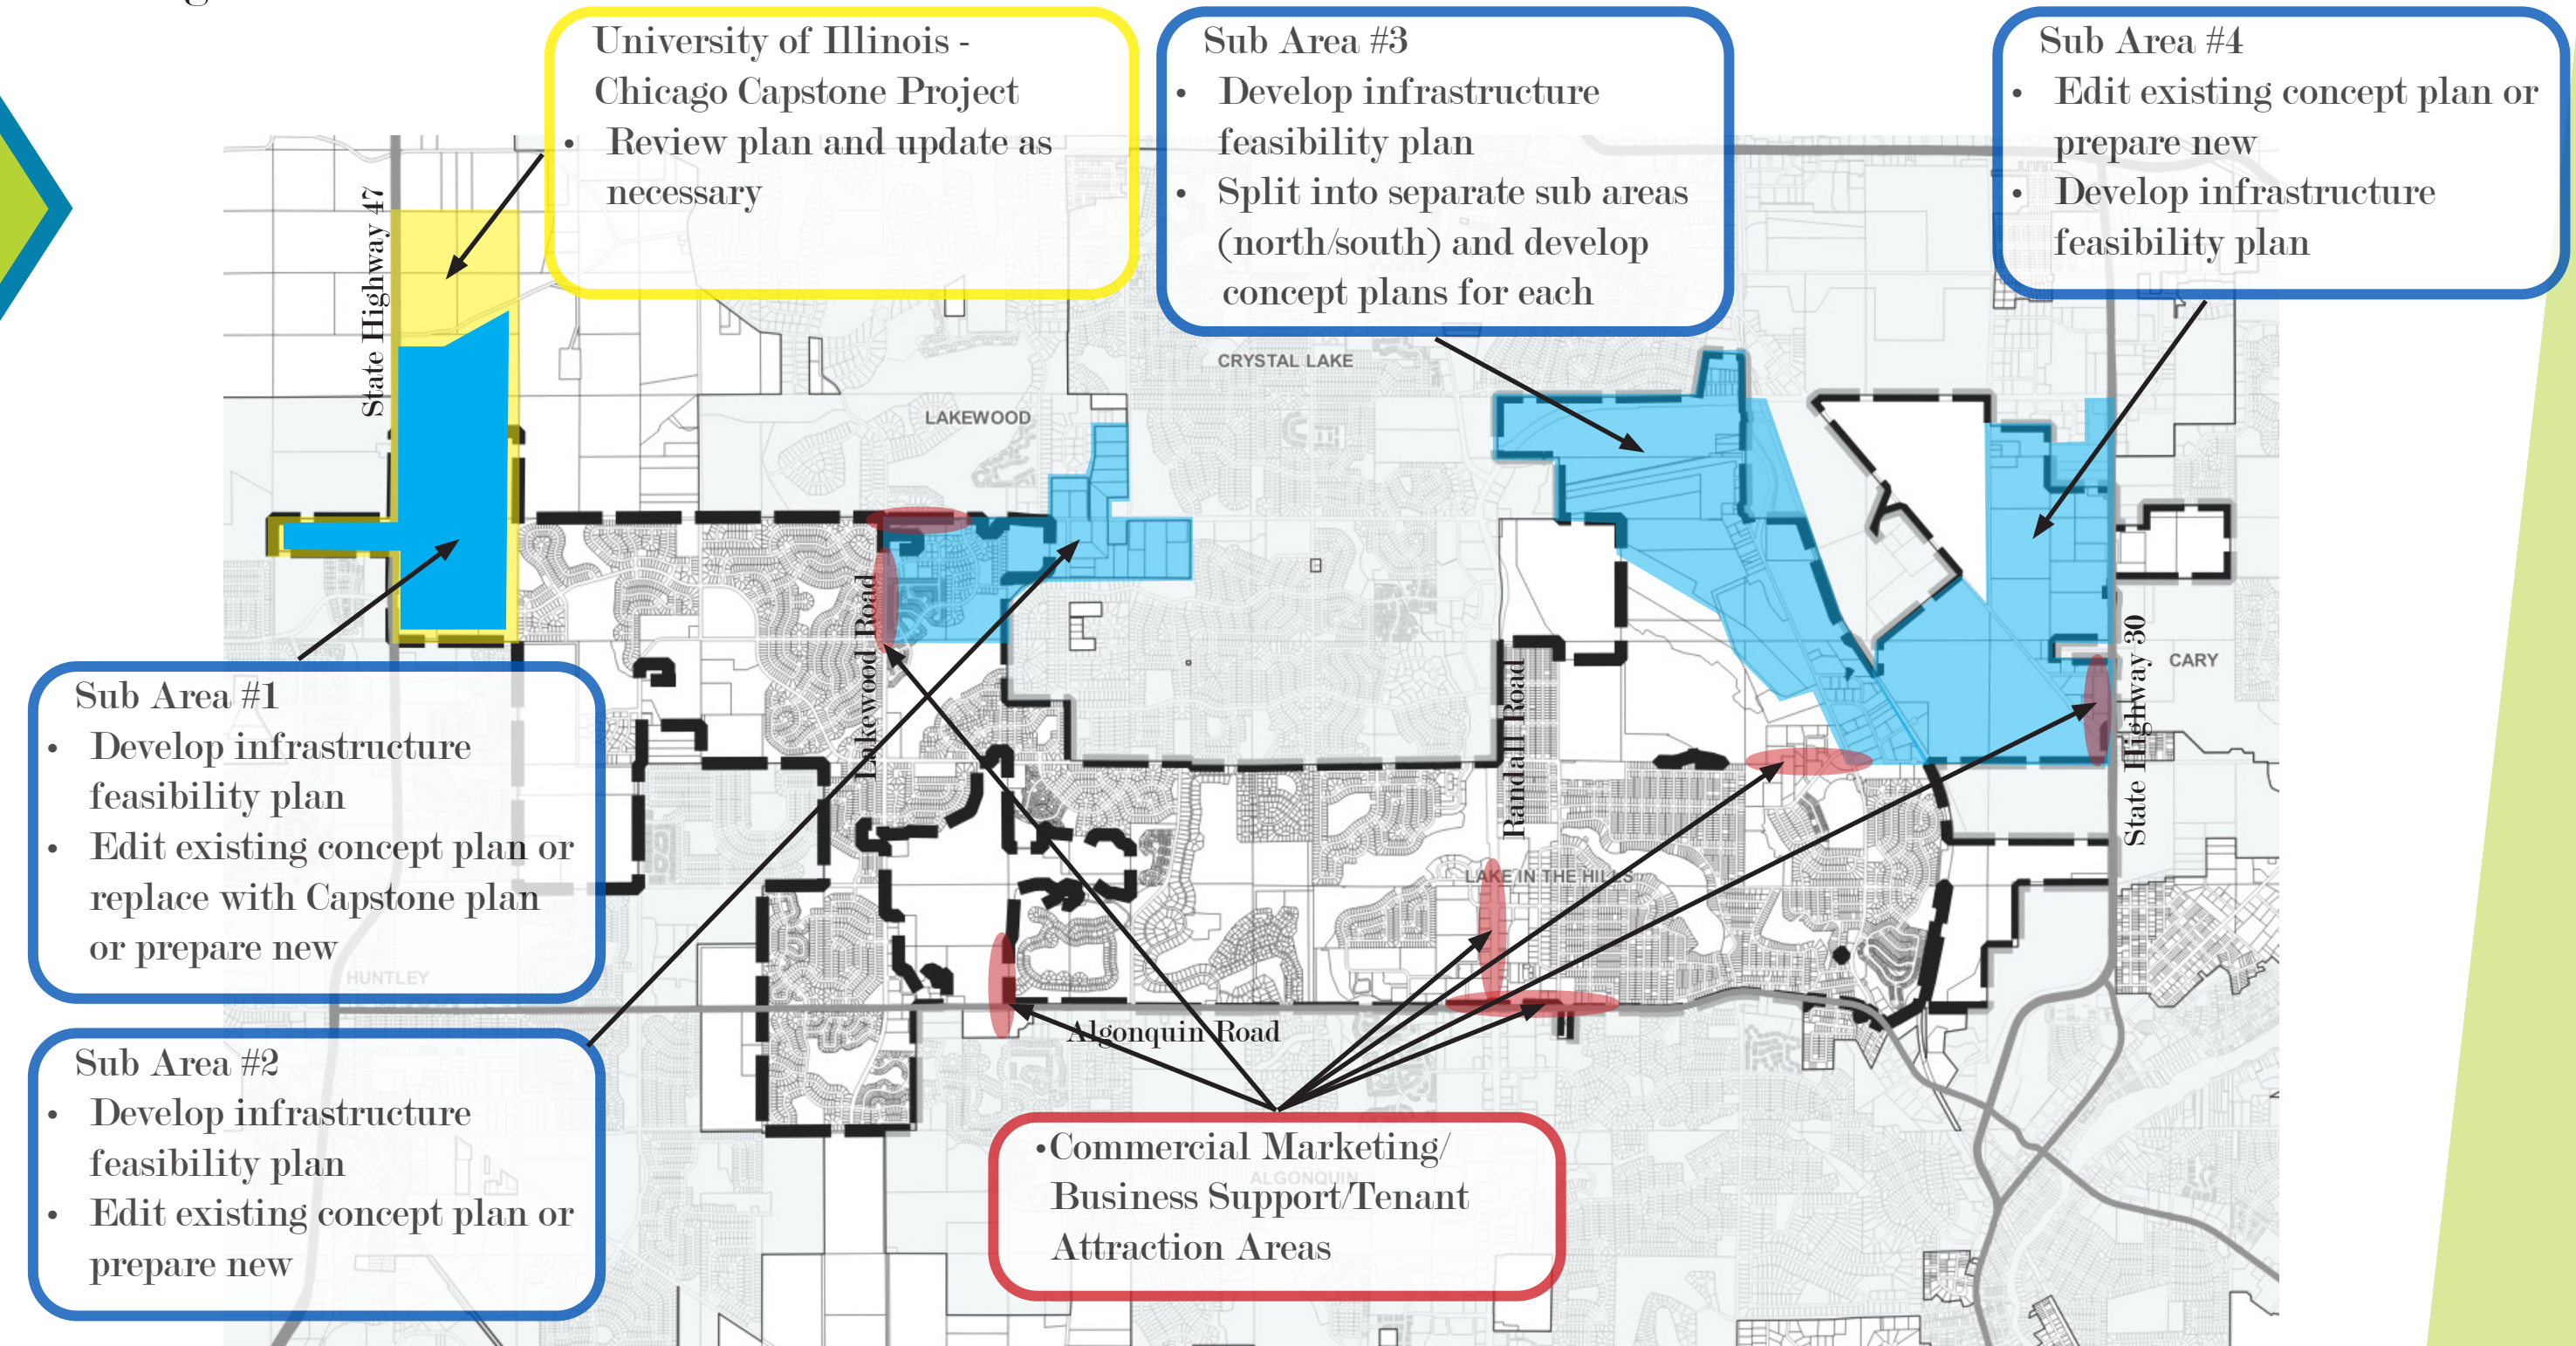 University of Illinois -
Chicago Capstone Project
• Review plan and update as
necessary
Sub Area #3
• Develop infrastructure
feasibility plan
• Split into separate sub areas
(north/south) and develop
concept plans for each
Sub Area #4
• Edit existing concept plan or
prepare new
• Develop infrastructure
feasibility plan
State Highway 47
CRYSTAL LAKE
LAKEWOOD
Lakewood Road
Randall Road
State Highway 30
CARY
LAKE IN THE HILLS
HUNTLEY
Algonquin Road
ALGONQUIN
Sub Area #1
• Develop infrastructure
feasibility plan
• Edit existing concept plan or
replace with Capstone plan
or prepare new
Sub Area #2
• Develop infrastructure
feasibility plan
• Edit existing concept plan or
prepare new
•Commercial Marketing/
Business Support/Tenant
Attraction Areas